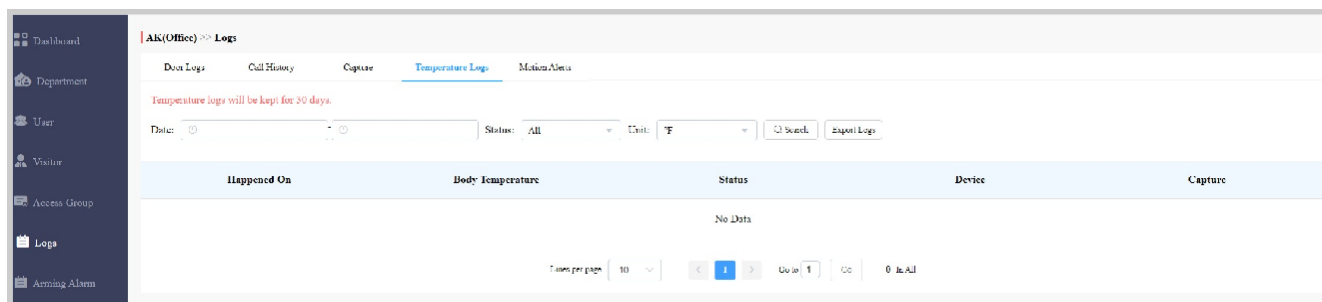 Dashboard
Department
User
Visitor
Access Group
Logs
Arming Alarm
AK(Office) >> Logs
Door Logs Call History Capture Temperature Logs Motion Alerts
Temperature logs will be kept for 30 days.
Date: - Status: All Unit: °F Search Export Logs
Happened On Body Temperature Status Device Capture
No Data
Lines per page 10 < 1 > Go to 1 Go 0 In All